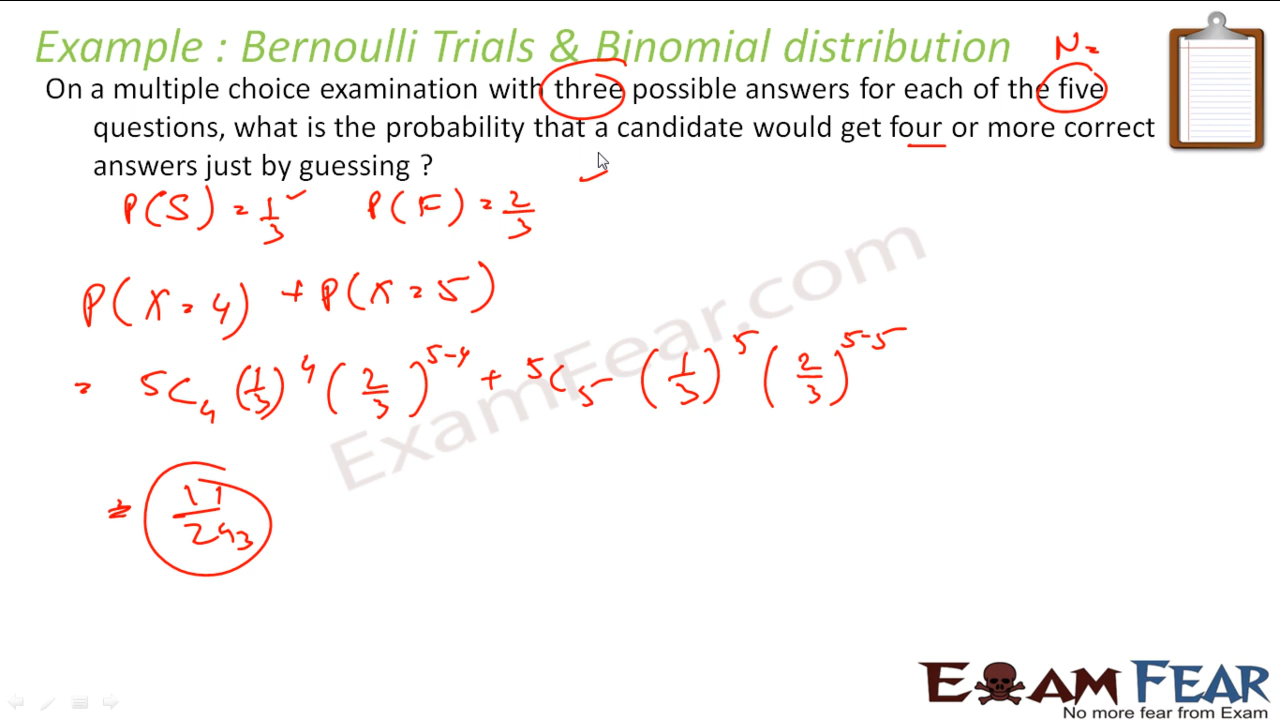 Example : Bernoulli Trials & Binomial distribution
N=
On a multiple choice examination with three possible answers for each of the five
questions, what is the probability that a candidate would get four or more correct
answers just by guessing ?
P(S) = 1/3 P(F) = 2/3
P(X = 4) + P(X = 5)
= 5C₄ (1/3)⁴ (2/3)⁵⁻⁴ + ⁵C₅ (1/3)⁵ (2/3)⁵⁻⁵
= 11/243
ExamFear.com
EXAM FEAR
No more fear from Exam